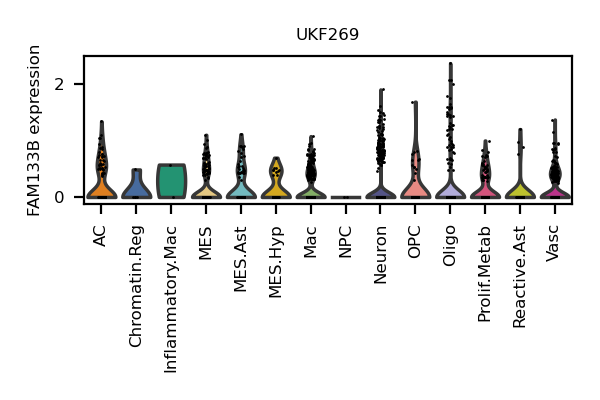 UKF269
FAM133B expression
2
0
AC
Chromatin.Reg
Inflammatory.Mac
MES
MES.Ast
MES.Hyp
Mac
NPC
Neuron
OPC
Oligo
Prolif.Metab
Reactive.Ast
Vasc